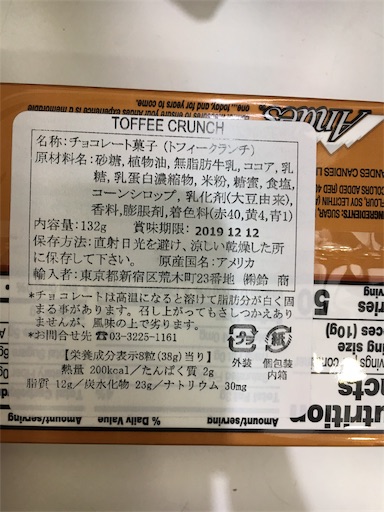 TOFFEE CRUNCH
名称:チョコレート菓子(トフィークランチ)
原材料名:砂糖,植物油,無脂肪牛乳,ココア,乳
糖,乳蛋白濃縮物,米粉,糖蜜,食塩,
コーンシロップ,乳化剤(大豆由来),
香料,膨脹剤,着色料(赤40,黄4,青1)
内容量:132g 賞味期限:2019 12 12
保存方法:直射日光を避け、涼しい乾燥した所
に保存して下さい。 原産国名:アメリカ
輸入者:東京都新宿区荒木町23番地 ㈱鈴 商
*チョコレートは高温になると溶けて脂肪分が白く固
まる事があります。召し上がってもさしつかえあり
ませんが、風味の上で劣ります。
*お問合せ先 ☎03-3225-1161
プラ 紙
外装 個包装
内箱
【栄養成分表示8粒(38g)当り】
熱量 200kcal/たんぱく質 2g
脂質 12g/炭水化物 23g/ナトリウム 30mg
Andes
Amount/serving
% Daily Value
Amount/serving